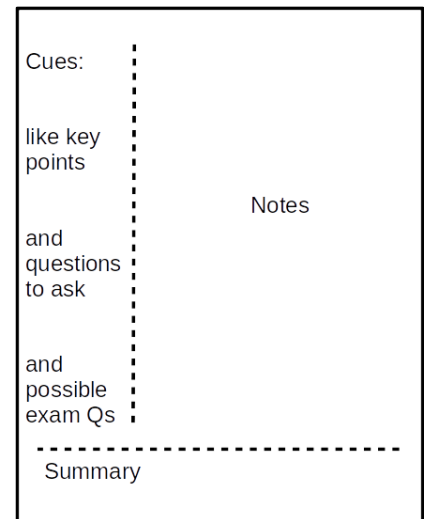 Cues:
like key
points
and
questions
to ask
and
possible
exam Qs
Notes
Summary